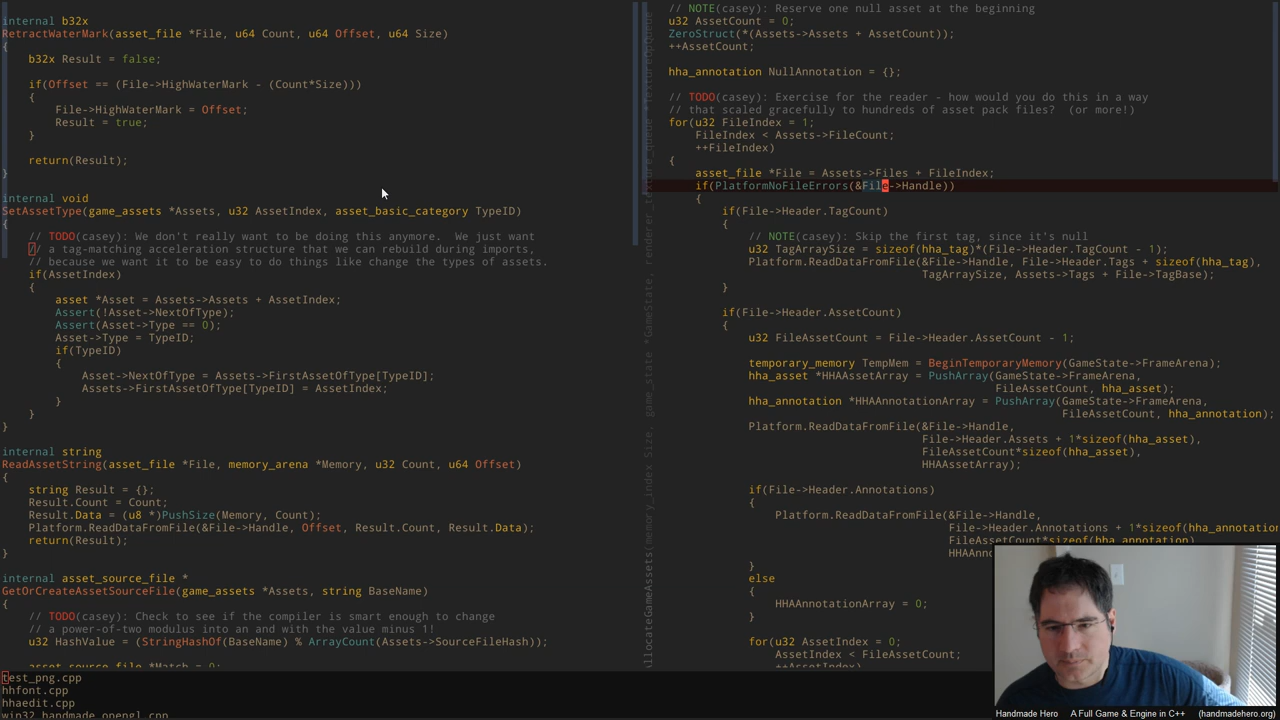 internal b32x
RetractWaterMark(asset_file *File, u64 Count, u64 Offset, u64 Size)
{
    b32x Result = false;

    if(Offset == (File->HighWaterMark - (Count*Size)))
    {
        File->HighWaterMark = Offset;
        Result = true;
    }

    return(Result);
}

internal void
SetAssetType(game_assets *Assets, u32 AssetIndex, asset_basic_category TypeID)
{
    // TODO(casey): We don't really want to be doing this anymore.  We just want
    // a tag-matching acceleration structure that we can rebuild during imports,
    // because we want it to be easy to do things like change the types of assets.
    if(AssetIndex)
    {
        asset *Asset = Assets->Assets + AssetIndex;
        Assert(!Asset->NextOfType);
        Assert(Asset->Type == 0);
        Asset->Type = TypeID;
        if(TypeID)
        {
            Asset->NextOfType = Assets->FirstAssetOfType[TypeID];
            Assets->FirstAssetOfType[TypeID] = AssetIndex;
        }
    }
}

internal string
ReadAssetString(asset_file *File, memory_arena *Memory, u32 Count, u64 Offset)
{
    string Result = {};
    Result.Count = Count;
    Result.Data = (u8 *)PushSize(Memory, Count);
    Platform.ReadDataFromFile(&File->Handle, Offset, Result.Count, Result.Data);
    return(Result);
}

internal asset_source_file *
GetOrCreateAssetSourceFile(game_assets *Assets, string BaseName)
{
    // TODO(casey): Check to see if the compiler is smart enough to change
    // a power-of-two modulus into an and with the value minus 1!
    u32 HashValue = (StringHashOf(BaseName) % ArrayCount(Assets->SourceFileHash));

    asset_source_file *Match = 0;
// NOTE(casey): Reserve one null asset at the beginning
u32 AssetCount = 0;
ZeroStruct(*(Assets->Assets + AssetCount));
++AssetCount;

hha_annotation NullAnnotation = {};

// TODO(casey): Exercise for the reader - how would you do this in a way
// that scaled gracefully to hundreds of asset pack files?  (or more!)
for(u32 FileIndex = 1;
    FileIndex < Assets->FileCount;
    ++FileIndex)
{
    asset_file *File = Assets->Files + FileIndex;
    if(PlatformNoFileErrors(&File->Handle))
    {
        if(File->Header.TagCount)
        {
            // NOTE(casey): Skip the first tag, since it's null
            u32 TagArraySize = sizeof(hha_tag)*(File->Header.TagCount - 1);
            Platform.ReadDataFromFile(&File->Handle, File->Header.Tags + sizeof(hha_tag),
                                      TagArraySize, Assets->Tags + File->TagBase);
        }

        if(File->Header.AssetCount)
        {
            u32 FileAssetCount = File->Header.AssetCount - 1;

            temporary_memory TempMem = BeginTemporaryMemory(GameState->FrameArena);
            hha_asset *HHAAssetArray = PushArray(GameState->FrameArena,
                                                 FileAssetCount, hha_asset);
            hha_annotation *HHAAnnotationArray = PushArray(GameState->FrameArena,
                                                           FileAssetCount, hha_annotation);
            Platform.ReadDataFromFile(&File->Handle,
                                      File->Header.Assets + 1*sizeof(hha_asset),
                                      FileAssetCount*sizeof(hha_asset),
                                      HHAAssetArray);

            if(File->Header.Annotations)
            {
                Platform.ReadDataFromFile(&File->Handle,
                                          File->Header.Annotations + 1*sizeof(hha_annotation
                                          FileAssetCount*sizeof(hha_annotation),
                                          HHAAnno
            }
            else
            {
                HHAAnnotationArray = 0;
            }

            for(u32 AssetIndex = 0;
                AssetIndex < FileAssetCount;
                ++AssetIndex)
test_png.cpp
hhfont.cpp
hhaedit.cpp
win32_handmade_opengl.cpp
Handmade Hero    A Full Game & Engine in C++    (handmadehero.org)